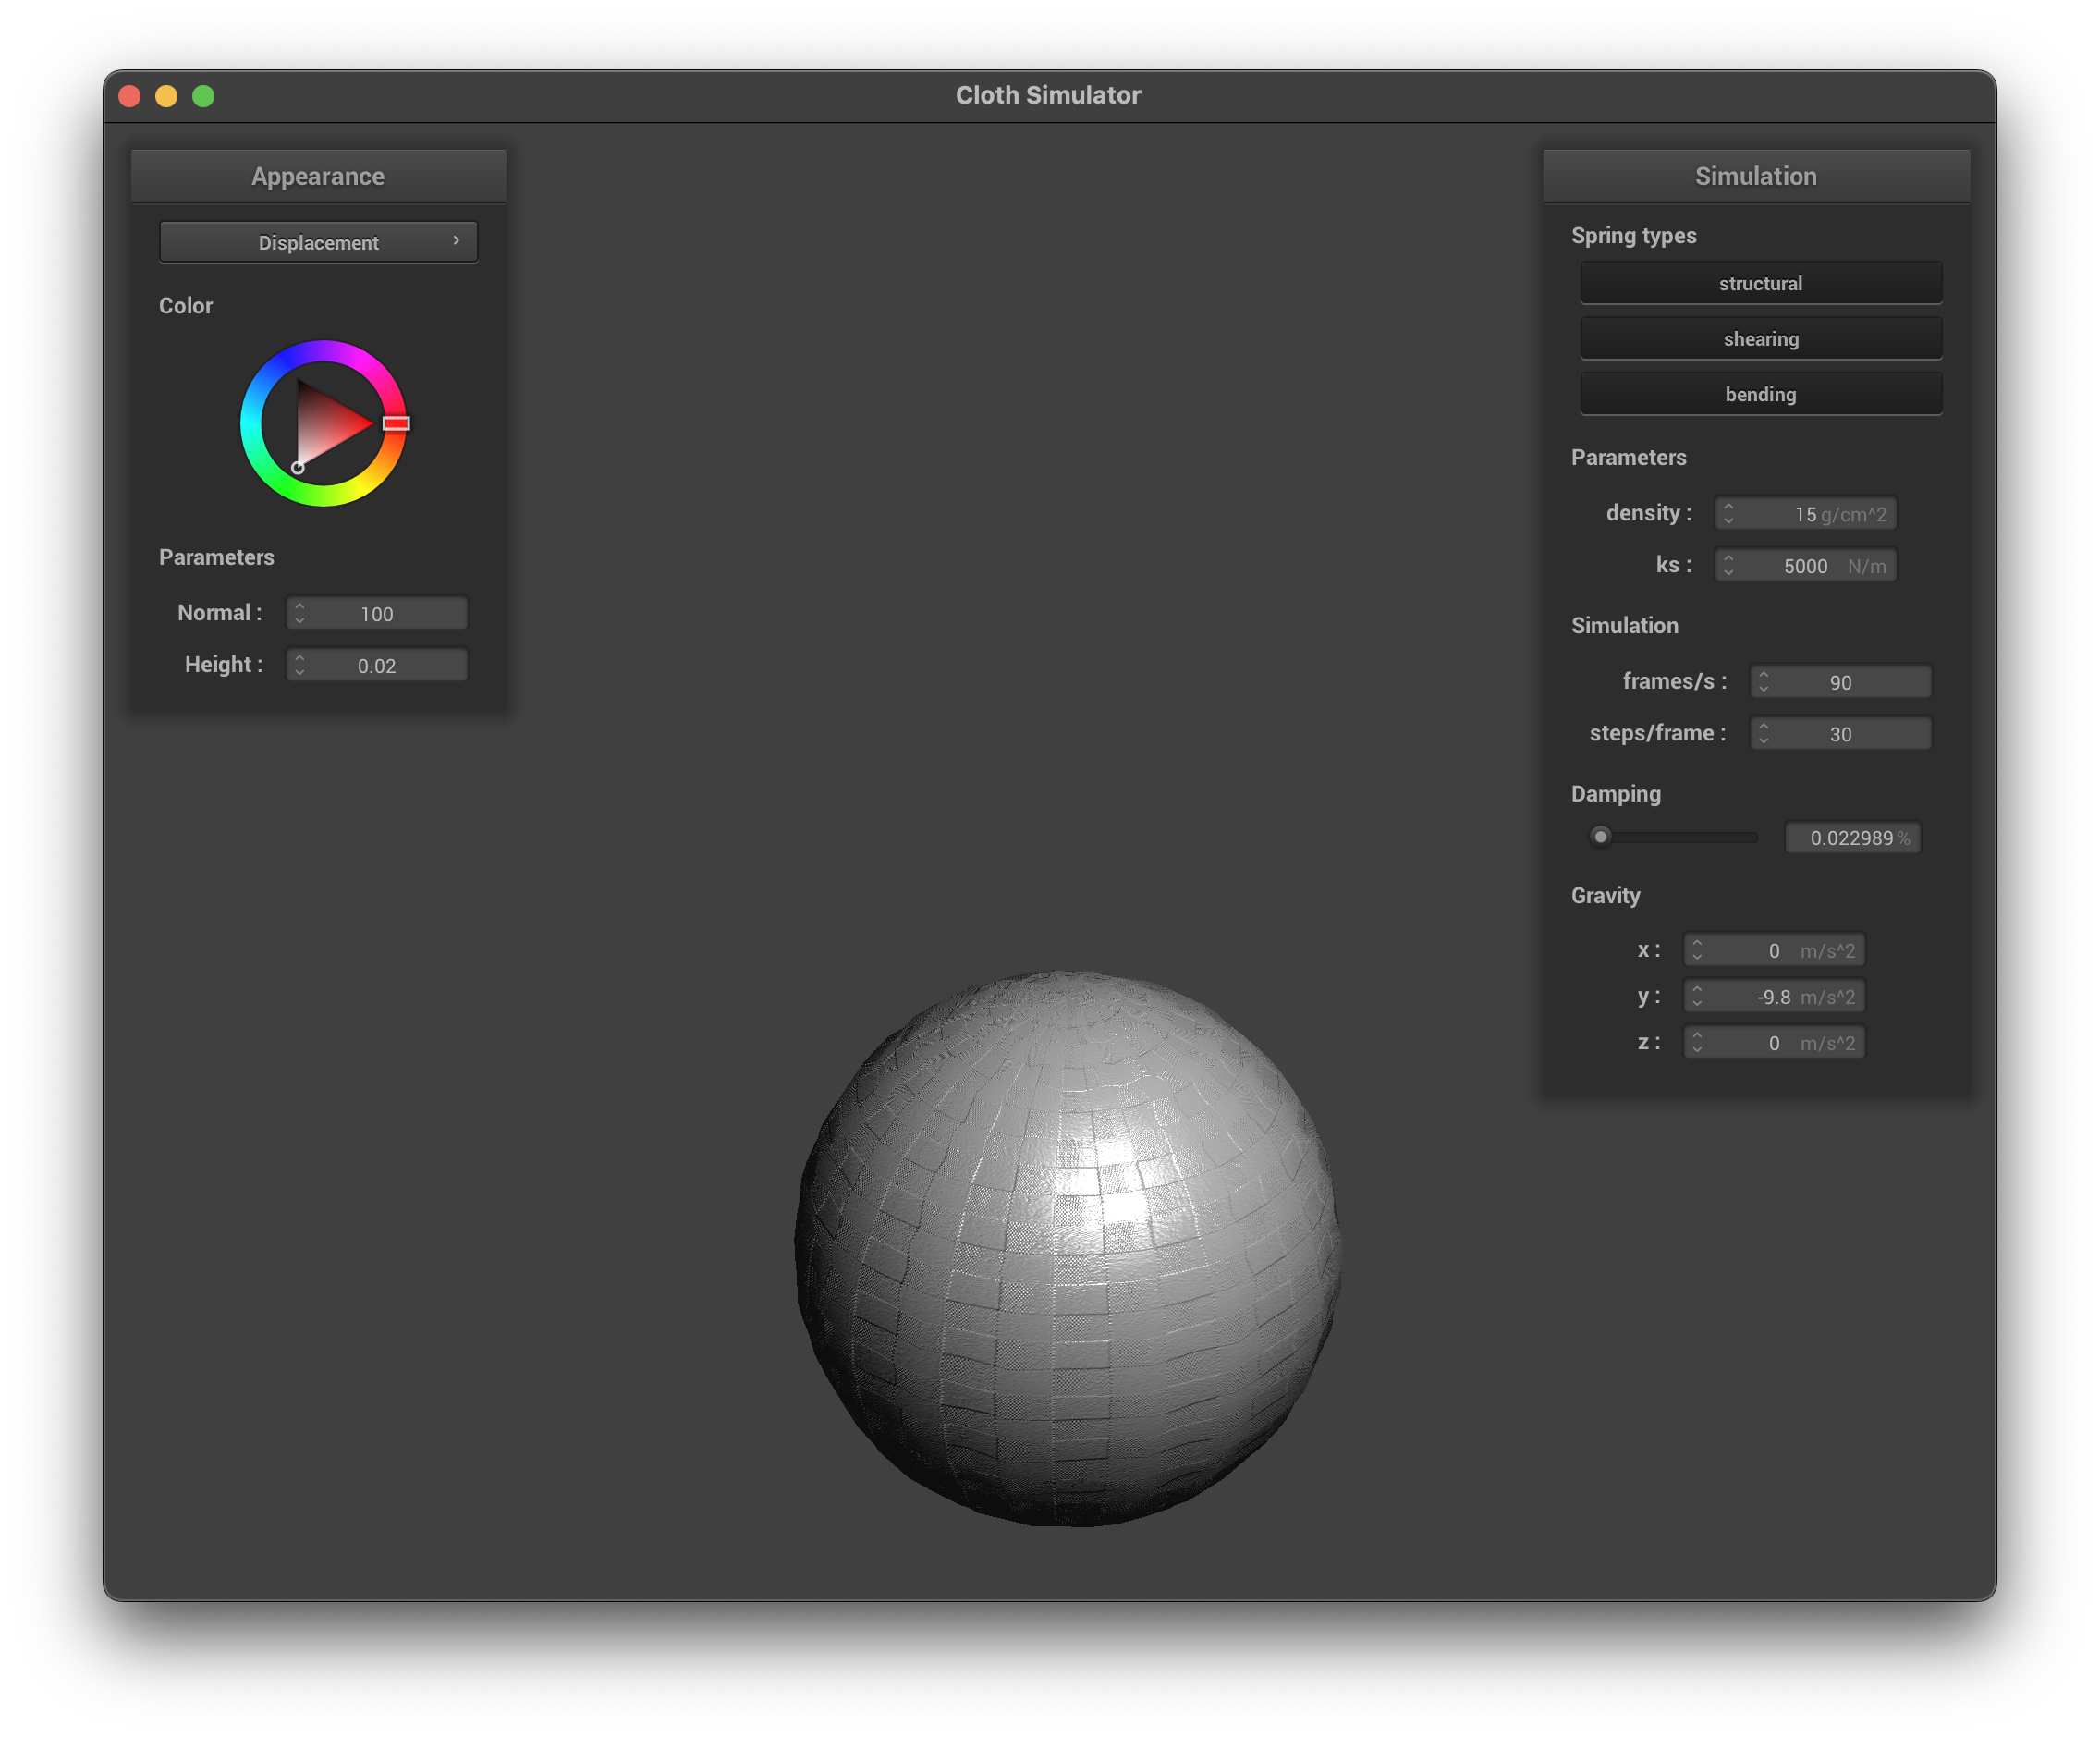 Cloth Simulator
Appearance
Displacement
Color
Parameters
Normal : 100
Height : 0.02
Simulation
Spring types
structural
shearing
bending
Parameters
density : 15 g/cm^2
ks : 5000 N/m
Simulation
frames/s : 90
steps/frame : 30
Damping
0.022989 %
Gravity
x : 0 m/s^2
y : -9.8 m/s^2
z : 0 m/s^2